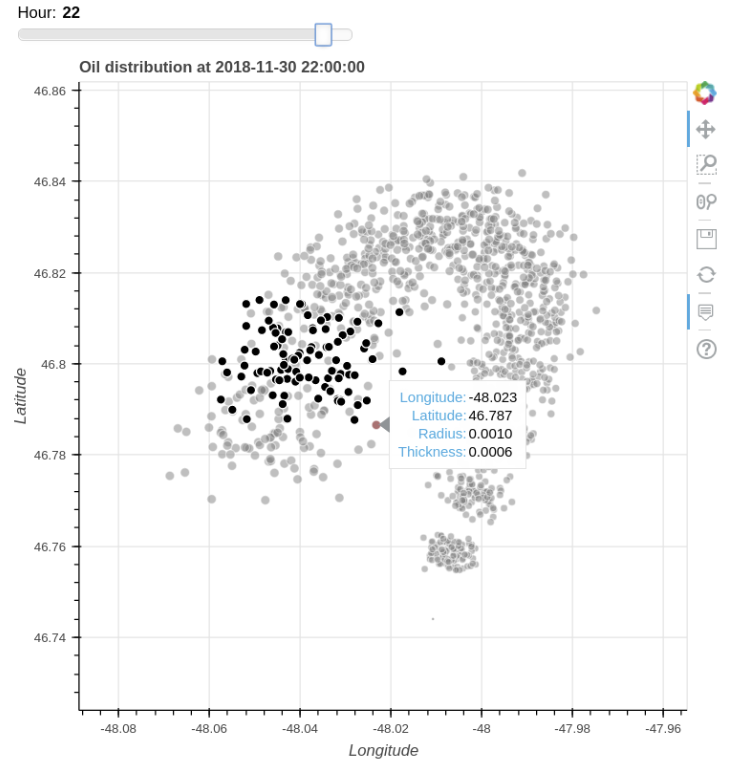 Hour: 22
Oil distribution at 2018-11-30 22:00:00
46.86
46.84
46.82
46.8
46.78
46.76
46.74
Latitude
Longitude: -48.023
Latitude: 46.787
Radius: 0.0010
Thickness: 0.0006
-48.08
-48.06
-48.04
-48.02
-48
-47.98
-47.96
Longitude